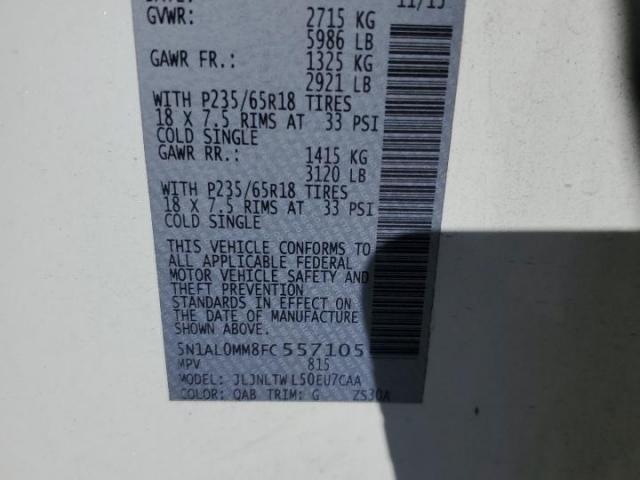 11/15
GVWR: 2715 KG
5986 LB
GAWR FR.: 1325 KG
2921 LB
WITH P235/65R18 TIRES
18 X 7.5 RIMS AT 33 PSI
COLD SINGLE
GAWR RR.: 1415 KG
3120 LB
WITH P235/65R18 TIRES
18 X 7.5 RIMS AT 33 PSI
COLD SINGLE
THIS VEHICLE CONFORMS TO
ALL APPLICABLE FEDERAL
MOTOR VEHICLE SAFETY AND
THEFT PREVENTION
STANDARDS IN EFFECT ON
THE DATE OF MANUFACTURE
SHOWN ABOVE.
5N1AL0MM8FC557105
MPV 815
MODEL: JLJNLTWL50EU7CAA
COLOR: QAB TRIM: G ZS30A